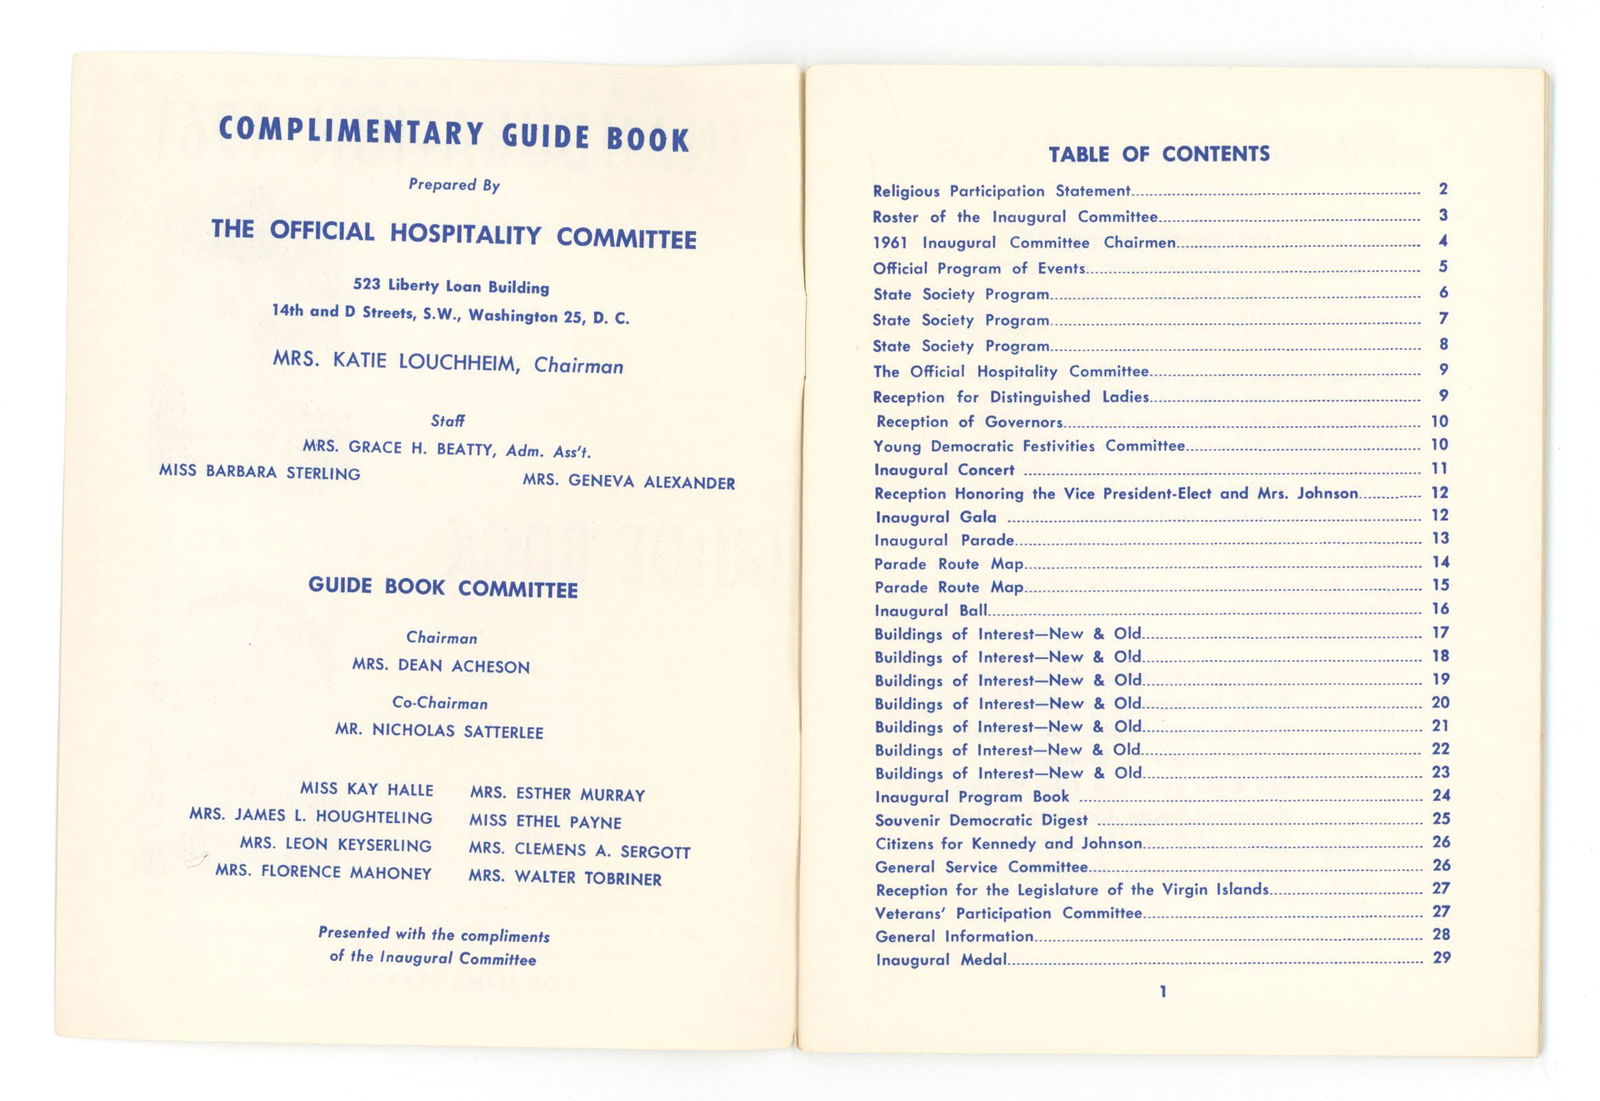 COMPLIMENTARY GUIDE BOOK
Prepared By
THE OFFICIAL HOSPITALITY COMMITTEE
523 Liberty Loan Building
14th and D Streets, S.W., Washington 25, D. C.
MRS. KATIE LOUCHHEIM, Chairman
Staff
MRS. GRACE H. BEATTY, Adm. Ass't.
MISS BARBARA STERLING MRS. GENEVA ALEXANDER
GUIDE BOOK COMMITTEE
Chairman
MRS. DEAN ACHESON
Co-Chairman
MR. NICHOLAS SATTERLEE
MISS KAY HALLE MRS. ESTHER MURRAY
MRS. JAMES L. HOUGHTELING MISS ETHEL PAYNE
MRS. LEON KEYSERLING MRS. CLEMENS A. SERGOTT
MRS. FLORENCE MAHONEY MRS. WALTER TOBRINER
Presented with the compliments
of the Inaugural Committee
TABLE OF CONTENTS
Religious Participation Statement 2
Roster of the Inaugural Committee 3
1961 Inaugural Committee Chairmen 4
Official Program of Events 5
State Society Program 6
State Society Program 7
State Society Program 8
The Official Hospitality Committee 9
Reception for Distinguished Ladies 9
Reception of Governors 10
Young Democratic Festivities Committee 10
Inaugural Concert 11
Reception Honoring the Vice President-Elect and Mrs. Johnson 12
Inaugural Gala 12
Inaugural Parade 13
Parade Route Map 14
Parade Route Map 15
Inaugural Ball 16
Buildings of Interest—New & Old 17
Buildings of Interest—New & Old 18
Buildings of Interest—New & Old 19
Buildings of Interest—New & Old 20
Buildings of Interest—New & Old 21
Buildings of Interest—New & Old 22
Buildings of Interest—New & Old 23
Inaugural Program Book 24
Souvenir Democratic Digest 25
Citizens for Kennedy and Johnson 26
General Service Committee 26
Reception for the Legislature of the Virgin Islands 27
Veterans' Participation Committee 27
General Information 28
Inaugural Medal 29
1